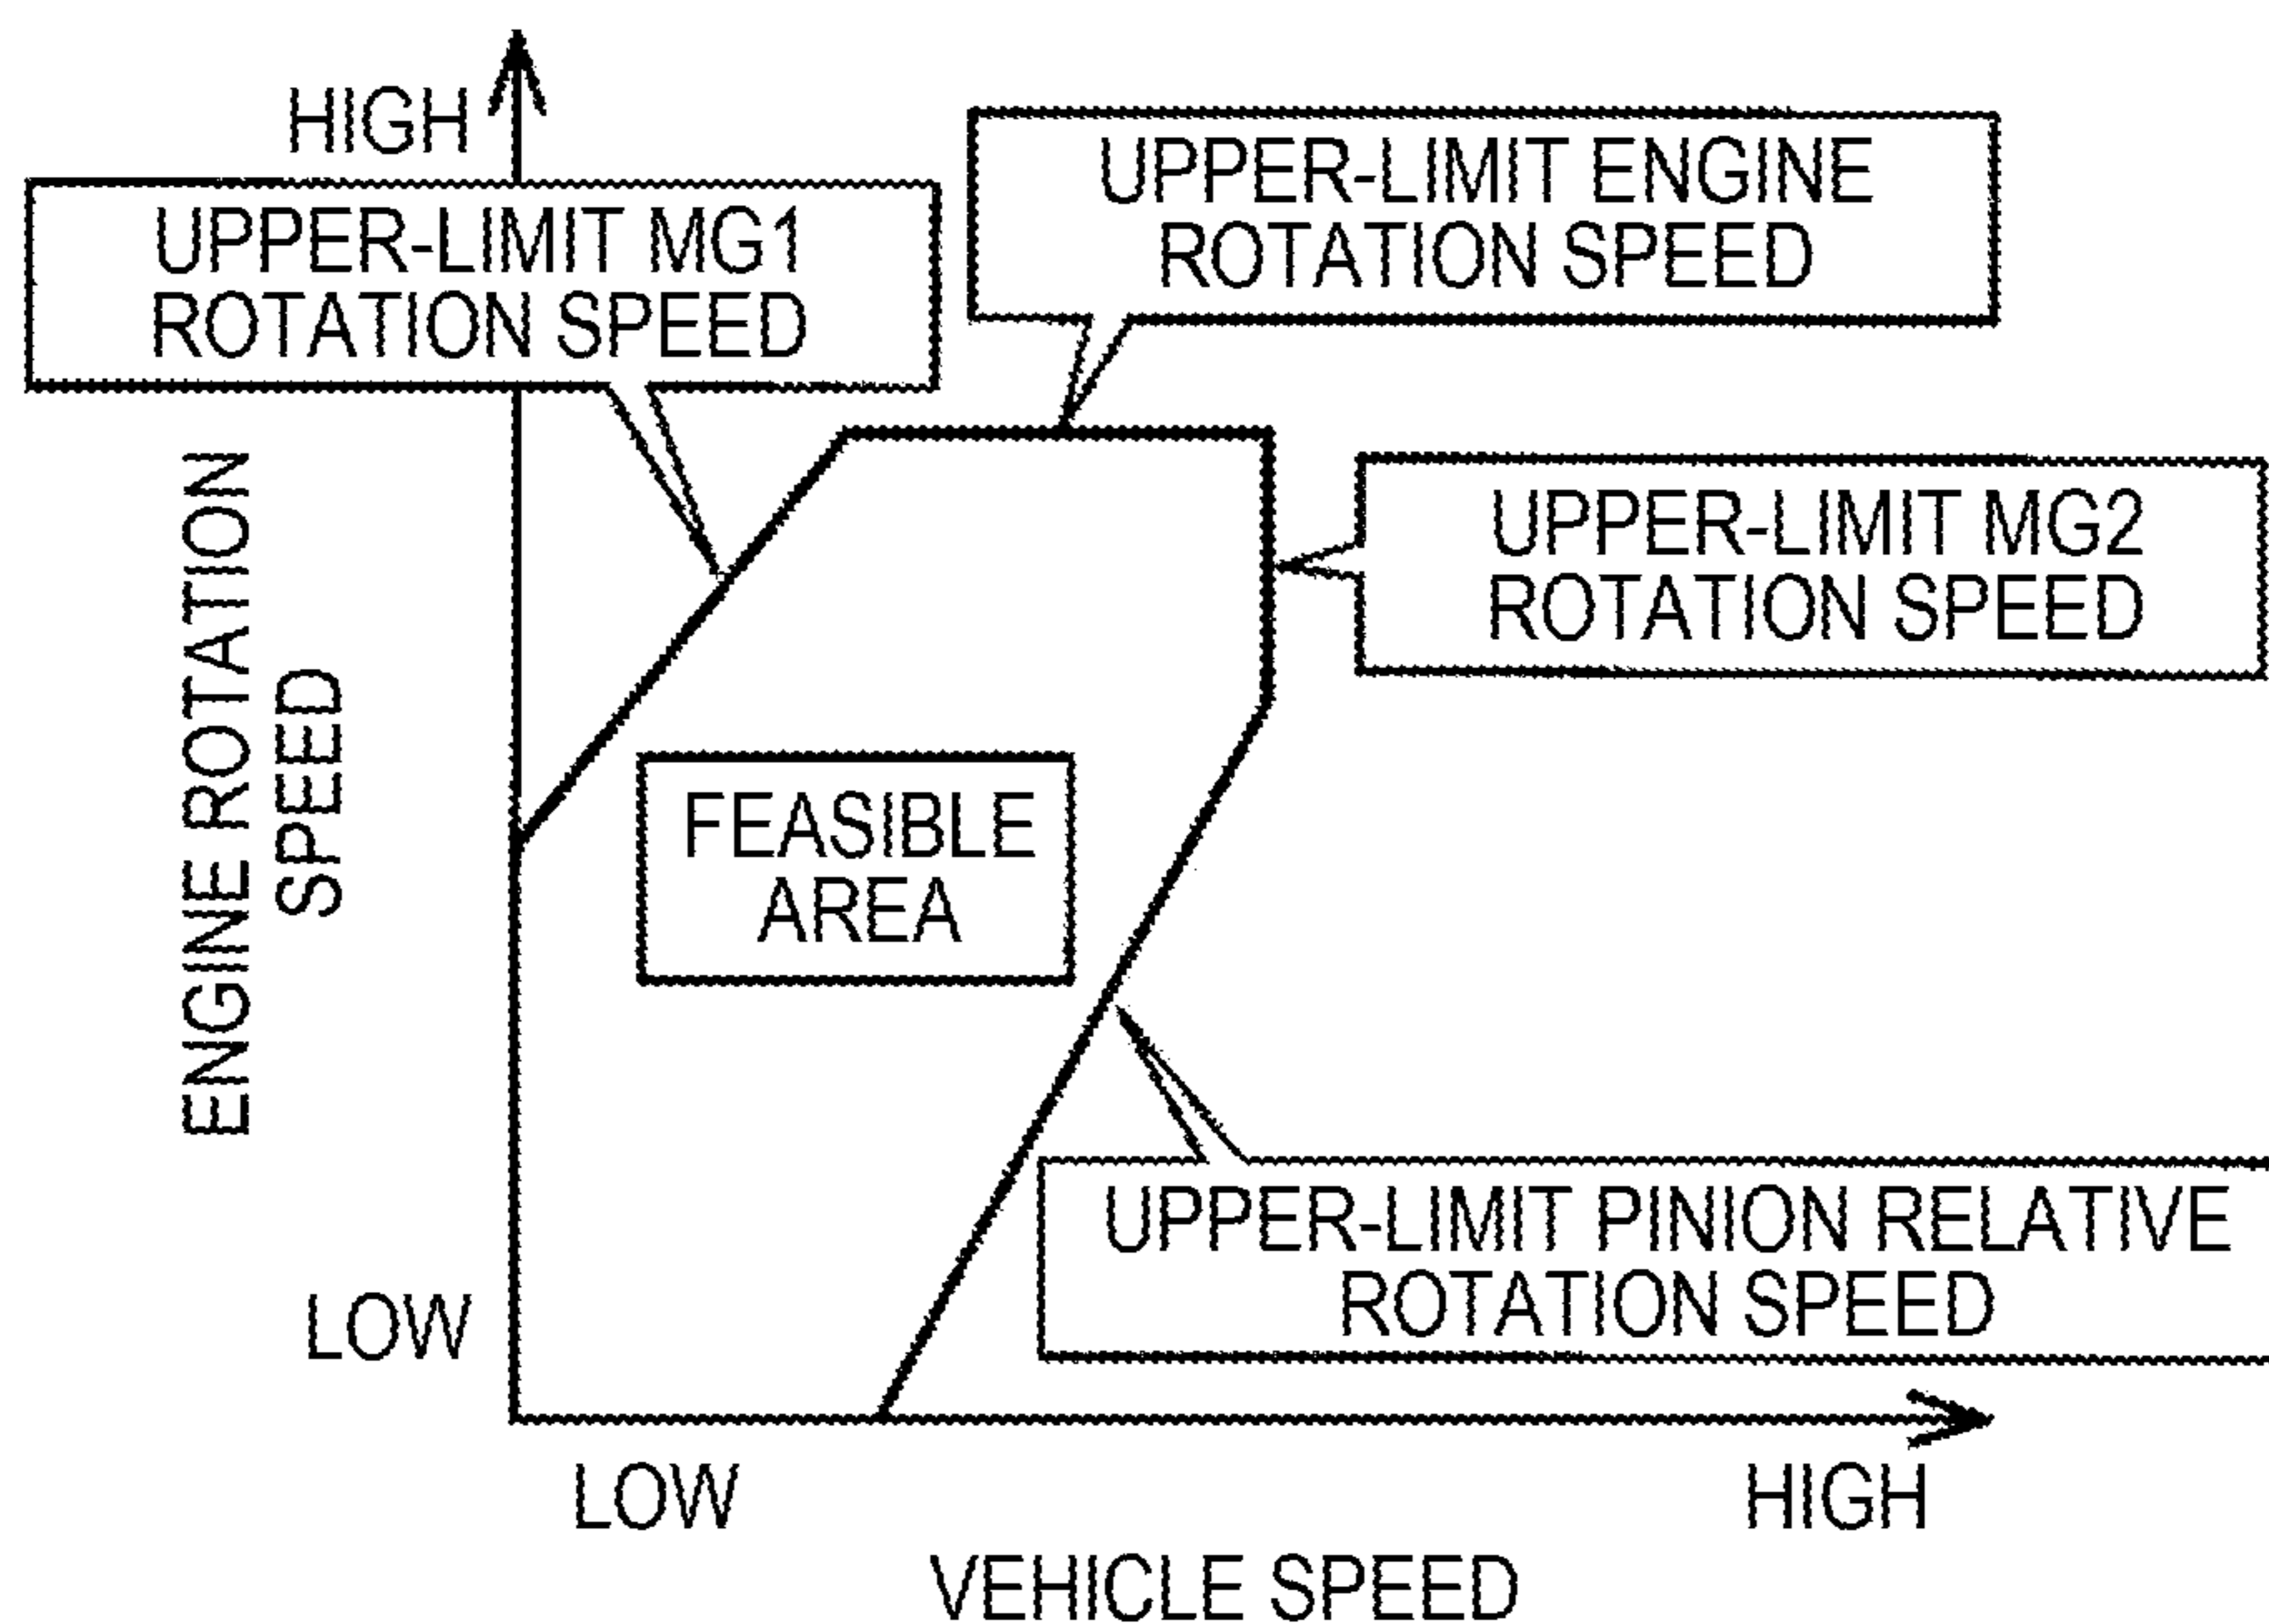 HIGH
UPPER-LIMIT MG1
ROTATION SPEED
UPPER-LIMIT ENGINE
ROTATION SPEED
UPPER-LIMIT MG2
ROTATION SPEED
ENGINE ROTATION
SPEED
FEASIBLE
AREA
UPPER-LIMIT PINION RELATIVE
ROTATION SPEED
LOW
LOW
HIGH
VEHICLE SPEED